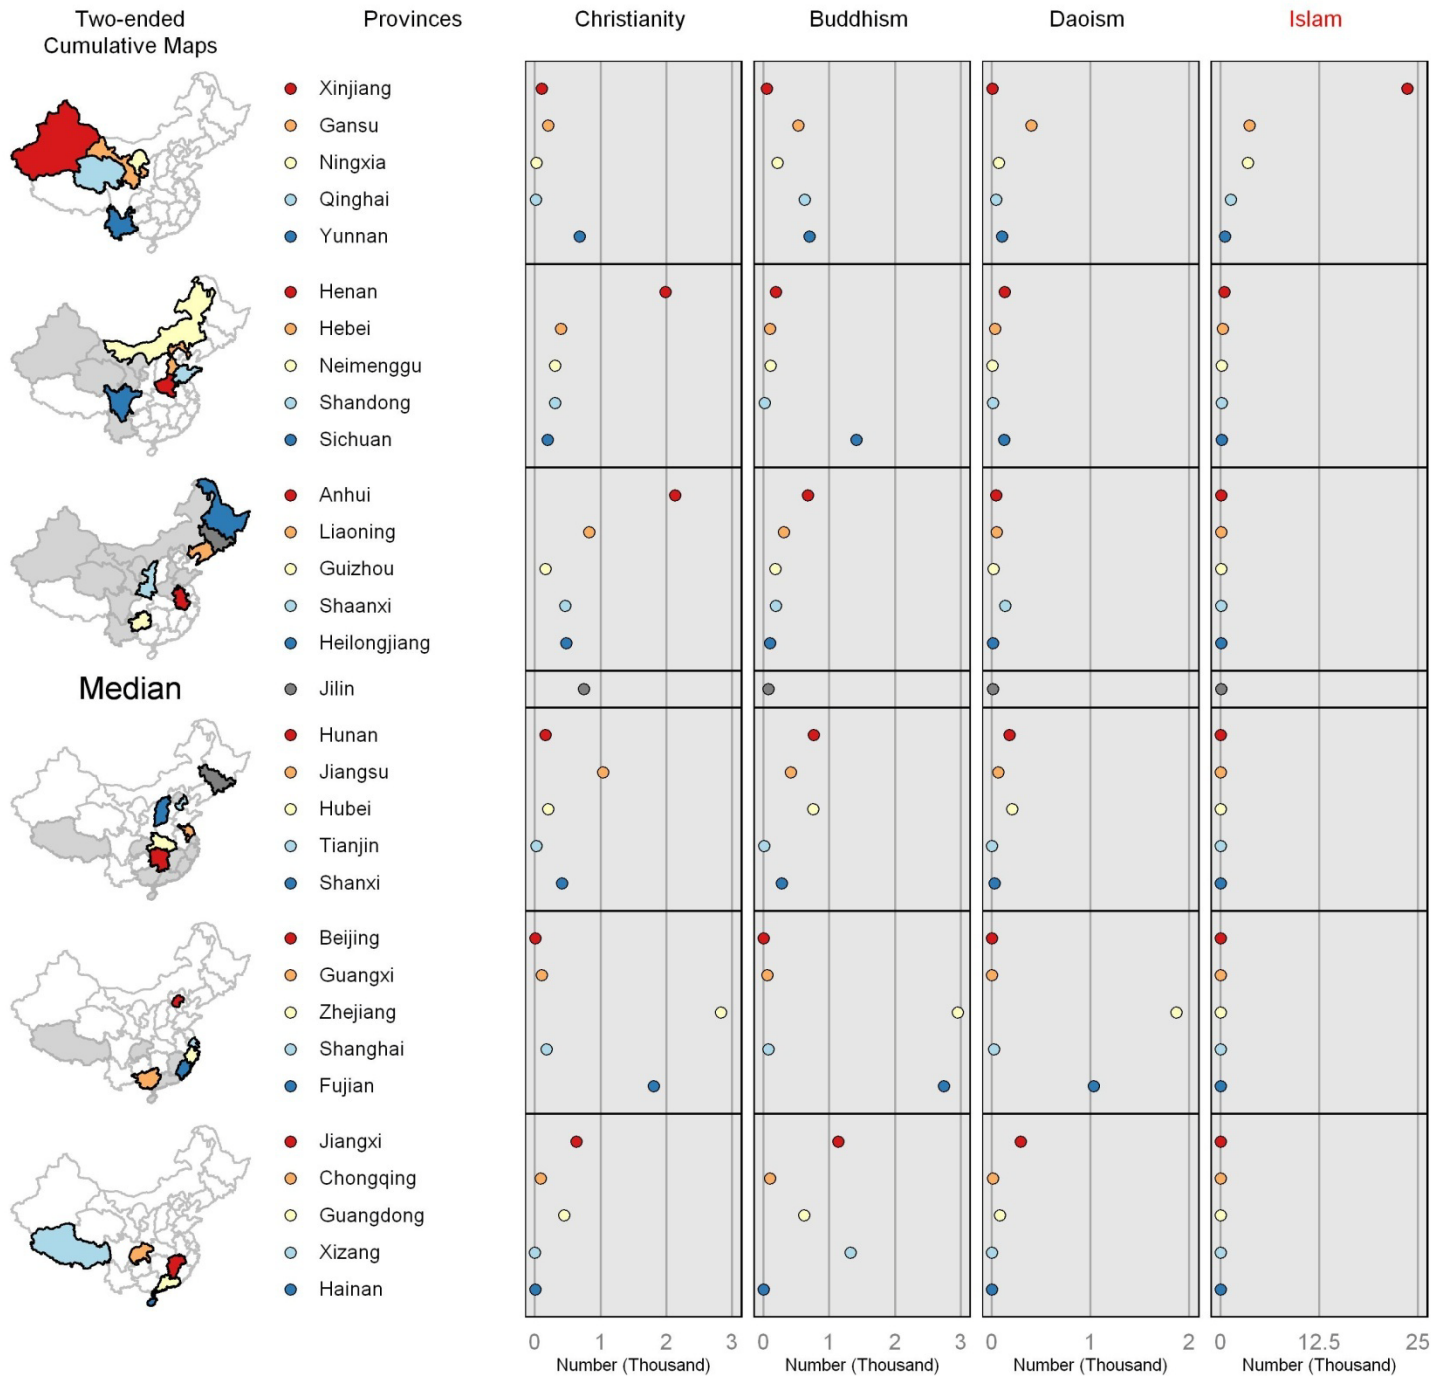 Two-ended
Cumulative Maps
Provinces
Christianity
Buddhism
Daoism
Islam
Xinjiang
Gansu
Ningxia
Qinghai
Yunnan
Henan
Hebei
Neimenggu
Shandong
Sichuan
Anhui
Liaoning
Guizhou
Shaanxi
Heilongjiang
Median
Jilin
Hunan
Jiangsu
Hubei
Tianjin
Shanxi
Beijing
Guangxi
Zhejiang
Shanghai
Fujian
Jiangxi
Chongqing
Guangdong
Xizang
Hainan
0 1 2 3
0 1 2 3
0 1 2
0 12.5 25
Number (Thousand)
Number (Thousand)
Number (Thousand)
Number (Thousand)